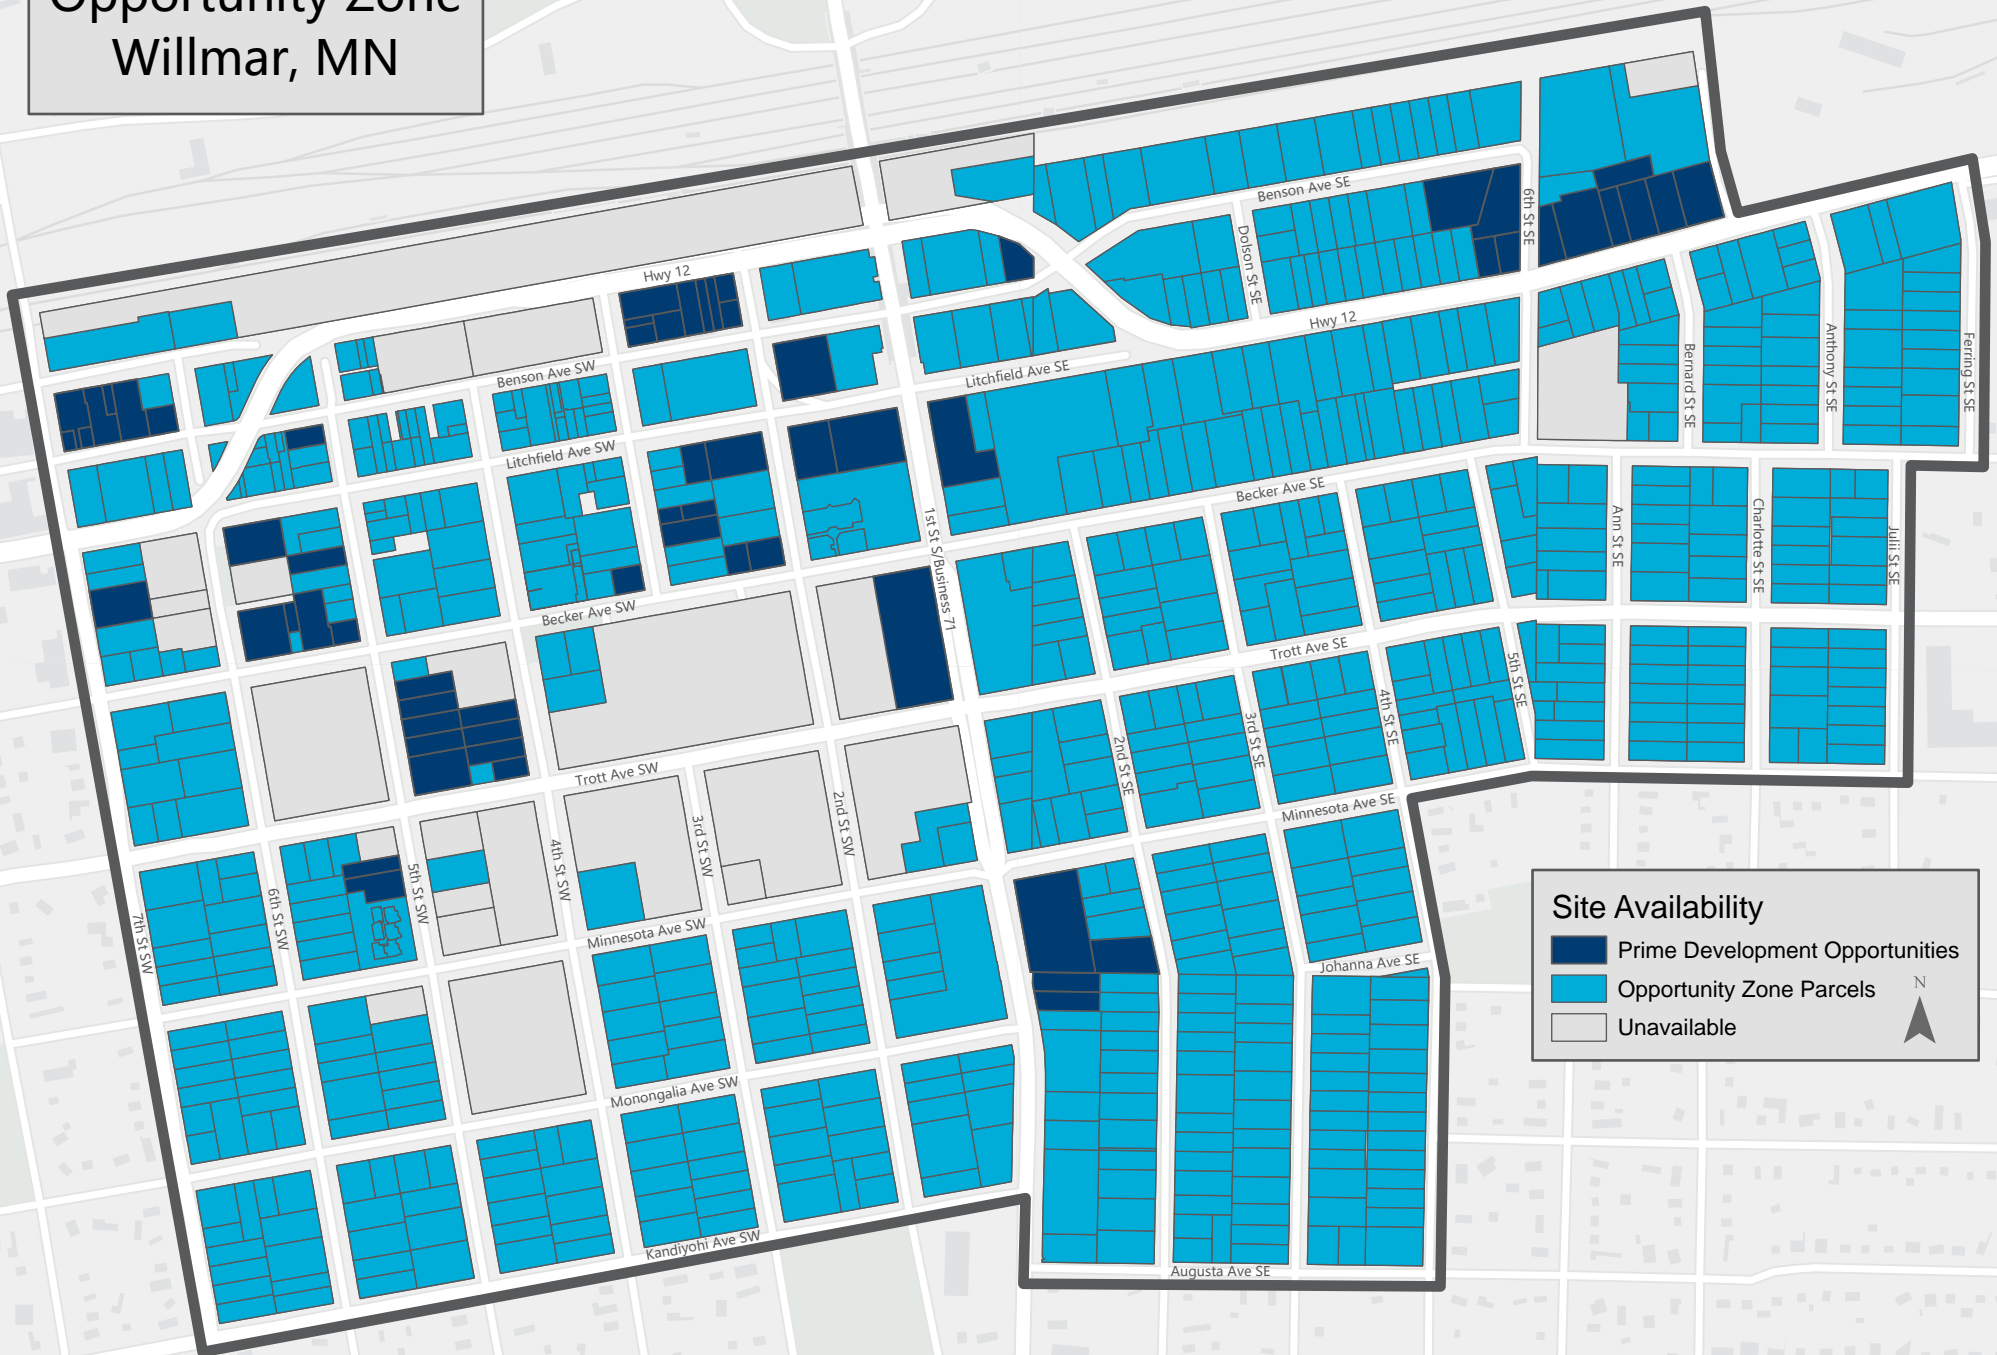 Opportunity Zone
Willmar, MN
Hwy 12
Benson Ave SE
6th St SE
Dolson St SE
Hwy 12
Benson Ave SW
Litchfield Ave SE
Bernard St SE
Anthony St SE
Ferring St SE
Litchfield Ave SW
Becker Ave SE
1st St S/Business 71
Ann St SE
Charlotte St SE
Julii St SE
Becker Ave SW
Trott Ave SE
5th St SE
4th St SE
3rd St SE
2nd St SE
Trott Ave SW
Minnesota Ave SE
2nd St SW
3rd St SW
4th St SW
5th St SW
6th St SW
7th St SW
Minnesota Ave SW
Johanna Ave SE
Monongalia Ave SW
Kandiyohi Ave SW
Augusta Ave SE
Site Availability
Prime Development Opportunities
Opportunity Zone Parcels
Unavailable
N